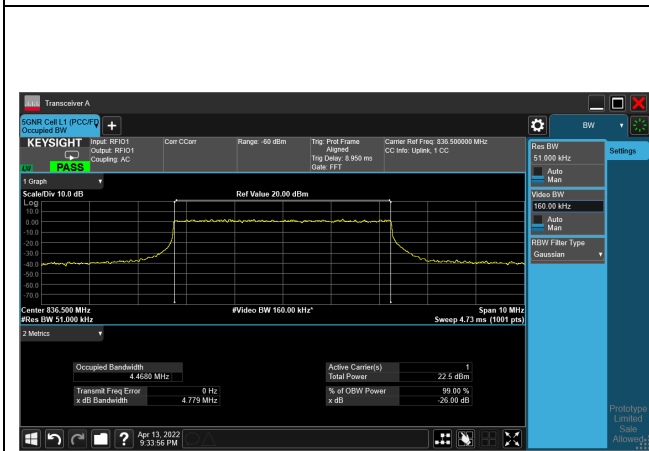 Transceiver A
5GNR Cell L1 (PCC/FD
Occupied BW
BW
KEYSIGHT
LW
PASS
Input: RFIO1
Output: RFIO1
Coupling: AC
Corr CCorr
Range: -60 dBm
Trig: Prot Frame
Aligned
Trig Delay: 8.950 ms
Gate: FFT
Carrier Ref Freq: 836.500000 MHz
CC Info: Uplink, 1 CC
Res BW
51.000 kHz
Auto
Man
Video BW
160.00 kHz
Auto
Man
RBW Filter Type
Gaussian
Settings
1 Graph
Scale/Div 10.0 dB
Ref Value 20.00 dBm
Log
10.0
0.00
-10.0
-20.0
-30.0
-40.0
-50.0
-60.0
-70.0
Center 836.500 MHz
#Video BW 160.00 kHz*
Span 10 MHz
#Res BW 51.000 kHz
Sweep 4.73 ms (1001 pts)
2 Metrics
Occupied Bandwidth
4.4680 MHz
Active Carrier(s) 1
Total Power 22.5 dBm
Transmit Freq Error 0 Hz
% of OBW Power 99.00 %
x dB Bandwidth 4.779 MHz
x dB -26.00 dB
Prototype
Limited
Sale
Allowed
Apr 13, 2022
9:33:56 PM